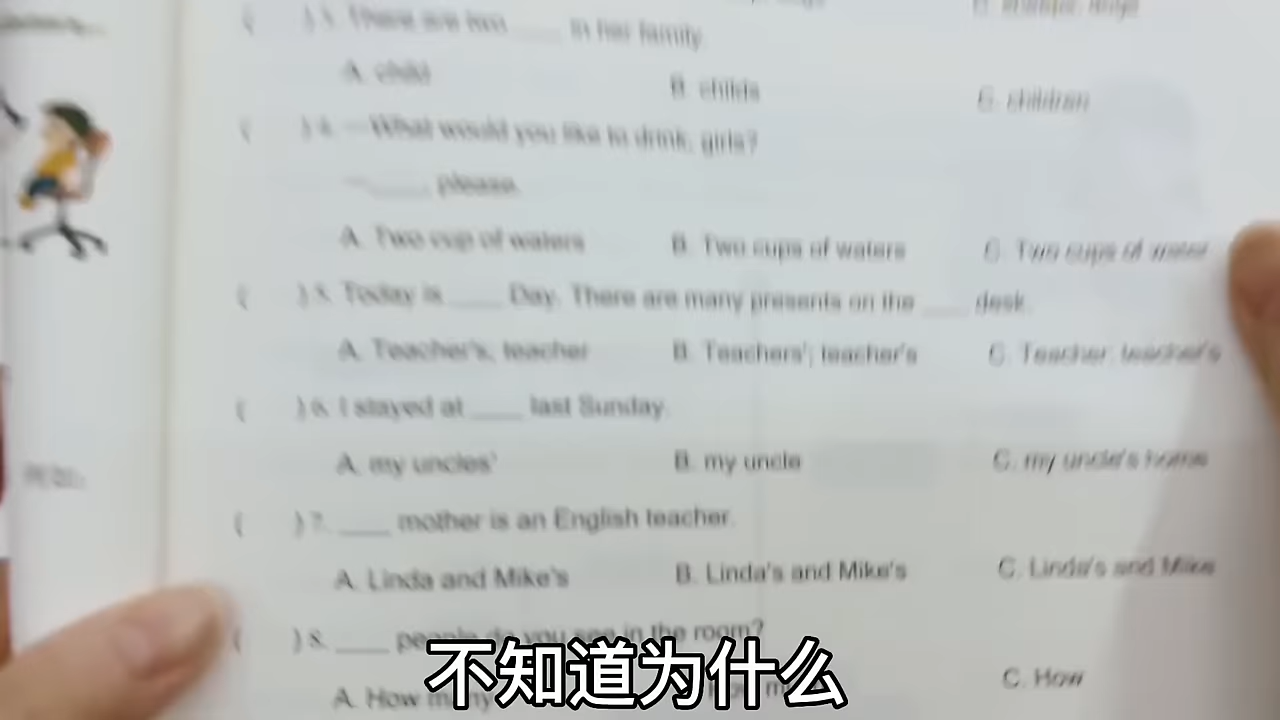 ( ) 3. There are two ____ in her family.
A. child B. childs C. children
( ) 4. —What would you like to drink, girls?
—____ please.
A. Two cup of waters B. Two cups of waters C. Two cups of water
( ) 5. Today is ____ Day. There are many presents on the ____ desk.
A. Teacher's; teacher B. Teachers'; teacher's C. Teacher; teacher's
( ) 6. I stayed at ____ last Sunday.
A. my uncles' B. my uncle C. my uncle's home
( ) 7. ____ mother is an English teacher.
A. Linda and Mike's B. Linda's and Mike's C. Linda's and Mike
( ) 8. ____ people do you see in the room?
A. How many C. How
不知道为什么